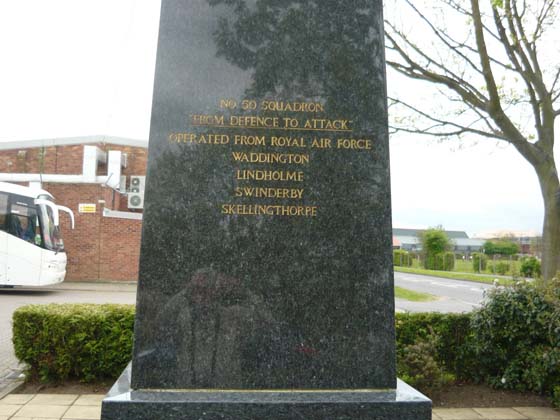 NO 50 SQUADRON
"FROM DEFENCE TO ATTACK"
OPERATED FROM ROYAL AIR FORCE
WADDINGTON
LINDHOLME
SWINDERBY
SKELLINGTHORPE